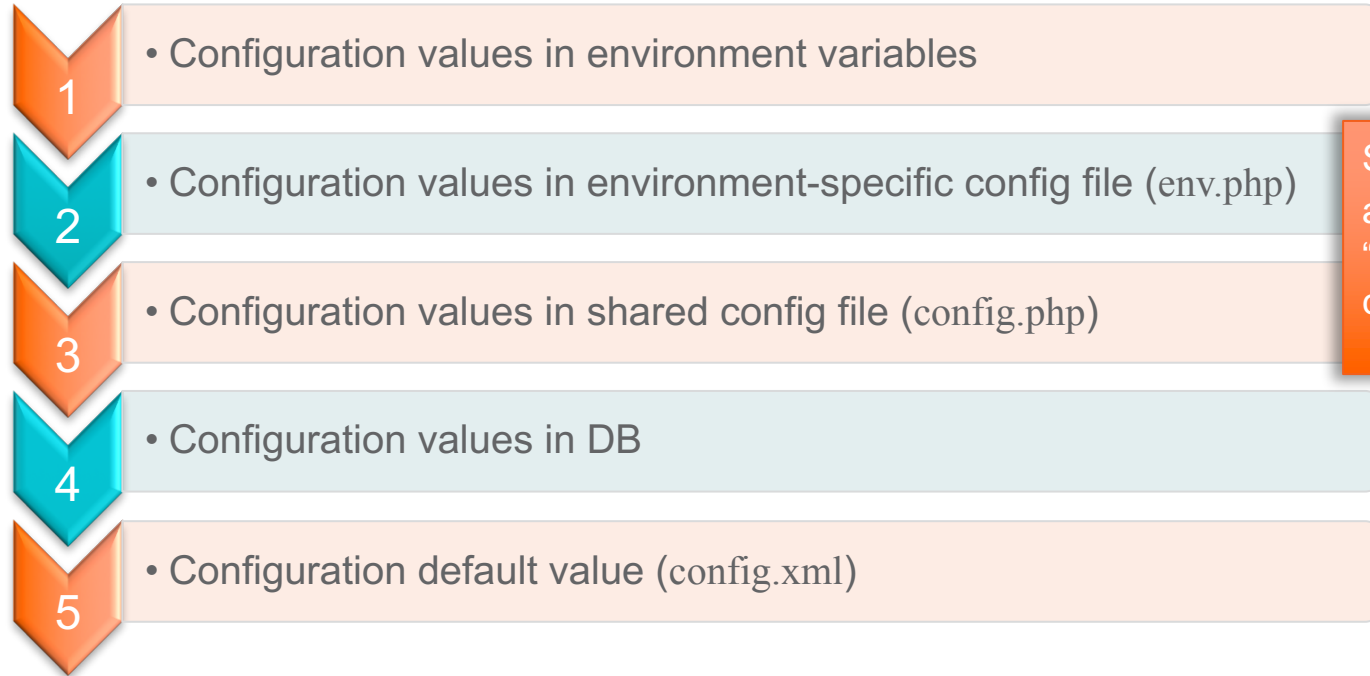 1
• Configuration values in environment variables
2
• Configuration values in environment-specific config file (env.php)
3
• Configuration values in shared config file (config.php)
4
• Configuration values in DB
5
• Configuration default value (config.xml)